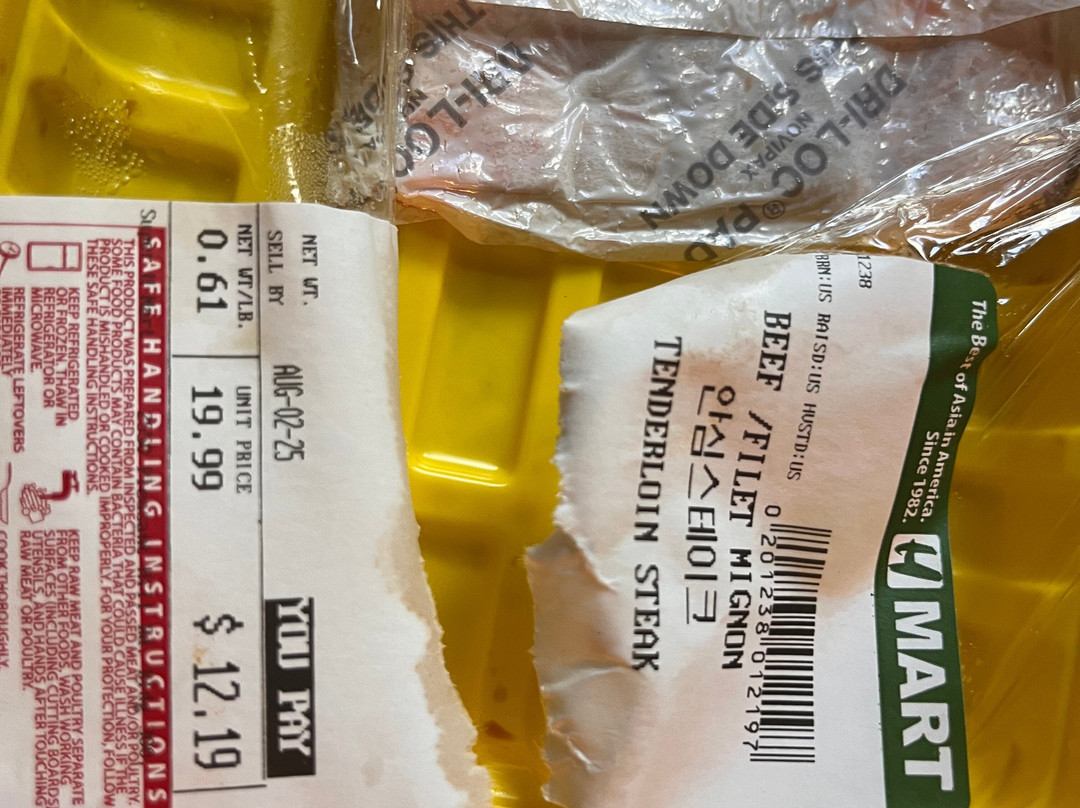 The Best of Asia in America.
Since 1982.
H MART
1238
BRN:US RAISD:US HUSTD:US
0 201238 012197
BEEF /FILET MIGNON
안심스테이크
TENDERLOIN STEAK
NET WT.
SELL BY AUG-02-25
YOU PAY
NET WT/LB. UNIT PRICE
0.61 19.99 $ 12.19
SAFE HANDLING INSTRUCTIONS
THIS PRODUCT WAS PREPARED FROM INSPECTED AND PASSED MEAT AND/OR POULTRY.
SOME FOOD PRODUCTS MAY CONTAIN BACTERIA THAT COULD CAUSE ILLNESS IF THE
PRODUCT IS MISHANDLED OR COOKED IMPROPERLY. FOR YOUR PROTECTION, FOLLOW
THESE SAFE HANDLING INSTRUCTIONS.
KEEP REFRIGERATED
OR FROZEN. THAW IN
REFRIGERATOR OR
MICROWAVE.
KEEP RAW MEAT AND POULTRY SEPARATE
FROM OTHER FOODS. WASH WORKING
SURFACES (INCLUDING CUTTING BOARDS)
UTENSILS, AND HANDS AFTER TOUCHING
RAW MEAT OR POULTRY.
REFRIGERATE LEFTOVERS
IMMEDIATELY
COOK THOROUGHLY.
DRI-LOC
THIS
DRI-LOC® PAD
NOVIPAX
SIDE DOWN